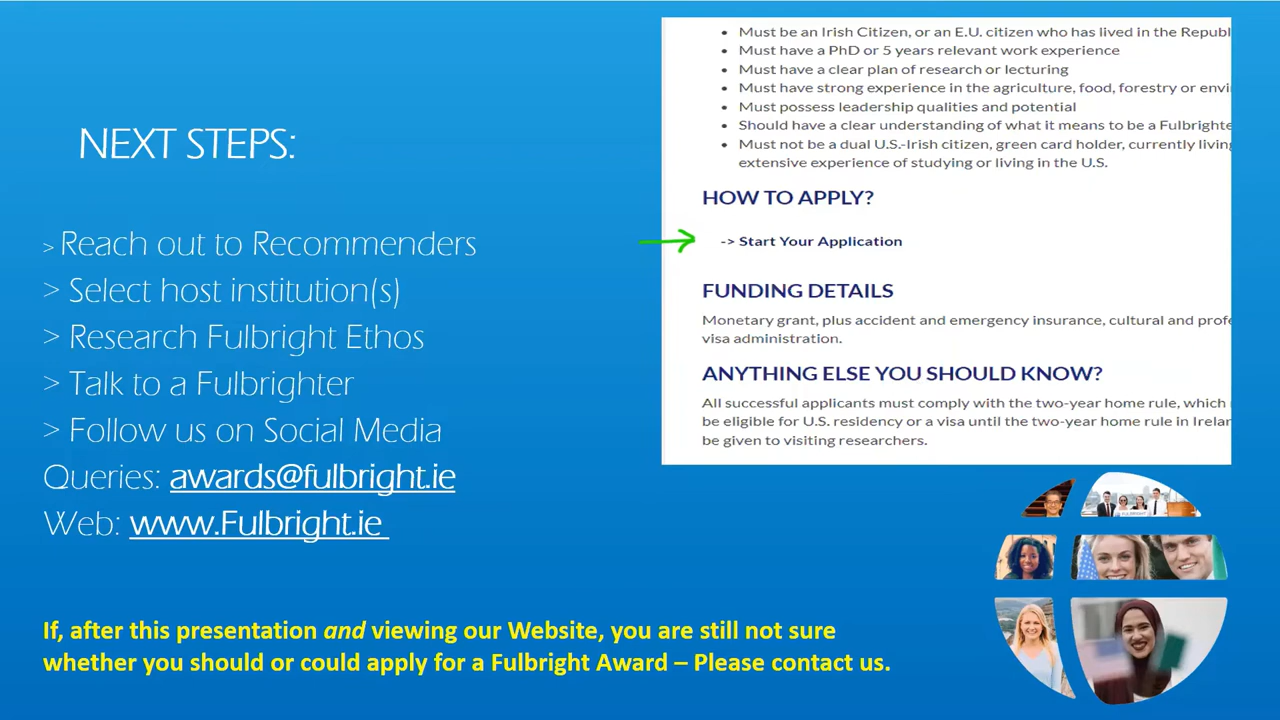 NEXT STEPS:
> Reach out to Recommenders
> Select host institution(s)
> Research Fulbright Ethos
> Talk to a Fulbrighter
> Follow us on Social Media
Queries: awards@fulbright.ie
Web: www.Fulbright.ie
• Must be an Irish Citizen, or an E.U. citizen who has lived in the Republ
• Must have a PhD or 5 years relevant work experience
• Must have a clear plan of research or lecturing
• Must have strong experience in the agriculture, food, forestry or envi
• Must possess leadership qualities and potential
• Should have a clear understanding of what it means to be a Fulbrighte
• Must not be a dual U.S.-Irish citizen, green card holder, currently living
extensive experience of studying or living in the U.S.
HOW TO APPLY?
-> Start Your Application
FUNDING DETAILS
Monetary grant, plus accident and emergency insurance, cultural and profe
visa administration.
ANYTHING ELSE YOU SHOULD KNOW?
All successful applicants must comply with the two-year home rule, which
be eligible for U.S. residency or a visa until the two-year home rule in Irelan
be given to visiting researchers.
FULBRIGHT
If, after this presentation and viewing our Website, you are still not sure
whether you should or could apply for a Fulbright Award – Please contact us.